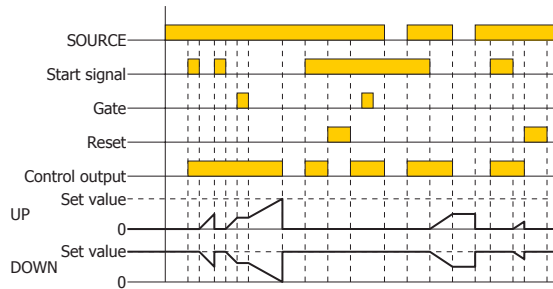 SOURCE
Start signal
Gate
Reset
Control output
Set value
UP
0
Set value
DOWN
0